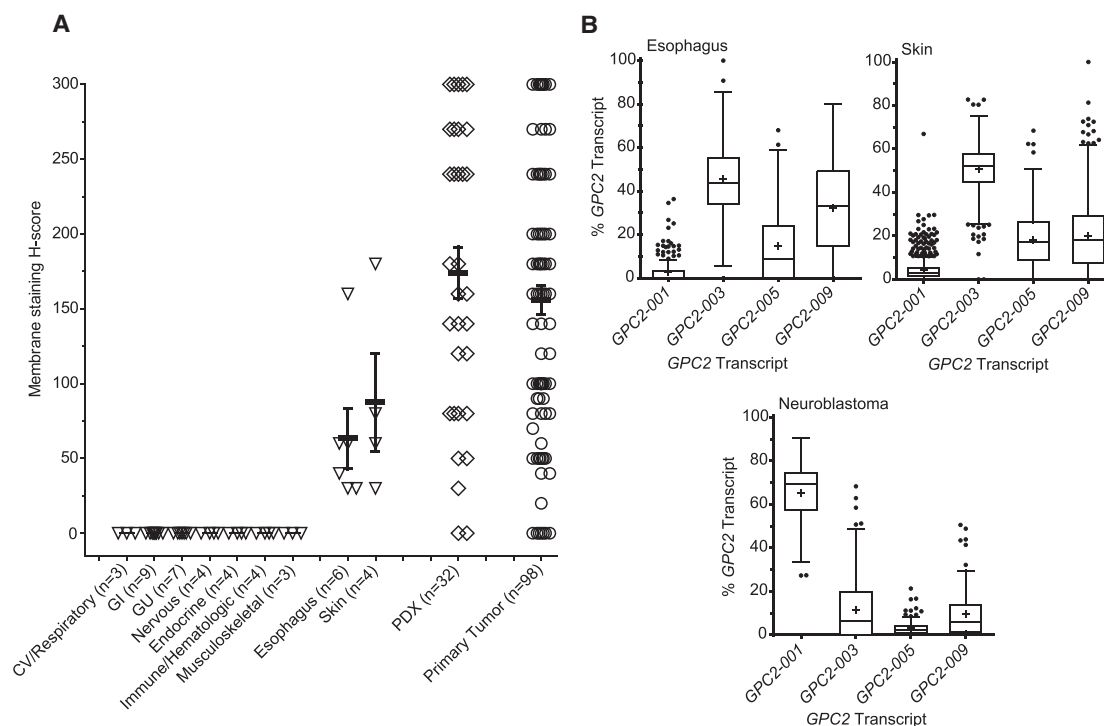 A
Membrane staining H-score
300
250
200
150
100
50
0
CV/Respiratory (n=3)
GI (n=9)
GU (n=7)
Nervous (n=4)
Endocrine (n=4)
Immune/Hematologic (n=4)
Musculoskeletal (n=3)
Esophagus (n=6)
Skin (n=4)
PDX (n=32)
Primary Tumor (n=98)
B
Esophagus
% GPC2 Transcript
100
80
60
40
20
0
GPC2-001
GPC2-003
GPC2-005
GPC2-009
GPC2 Transcript
Skin
100
80
60
40
20
0
GPC2-001
GPC2-003
GPC2-005
GPC2-009
GPC2 Transcript
Neuroblastoma
% GPC2 Transcript
100
80
60
40
20
0
GPC2-001
GPC2-003
GPC2-005
GPC2-009
GPC2 Transcript